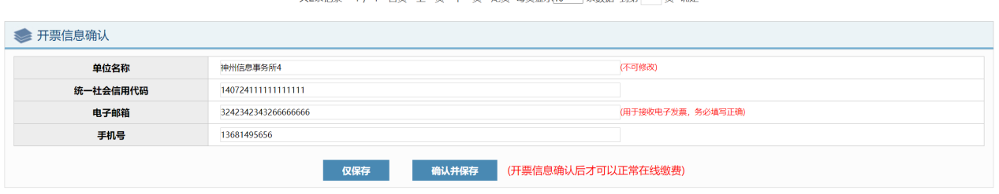 开票信息确认
单位名称 神州信息事务所4 (不可修改)
统一社会信用代码 140724111111111111
电子邮箱 3242342343266666666 (用于接收电子发票，务必填写正确)
手机号 13681495656
仅保存 确认并保存 (开票信息确认后才可以正常在线缴费)